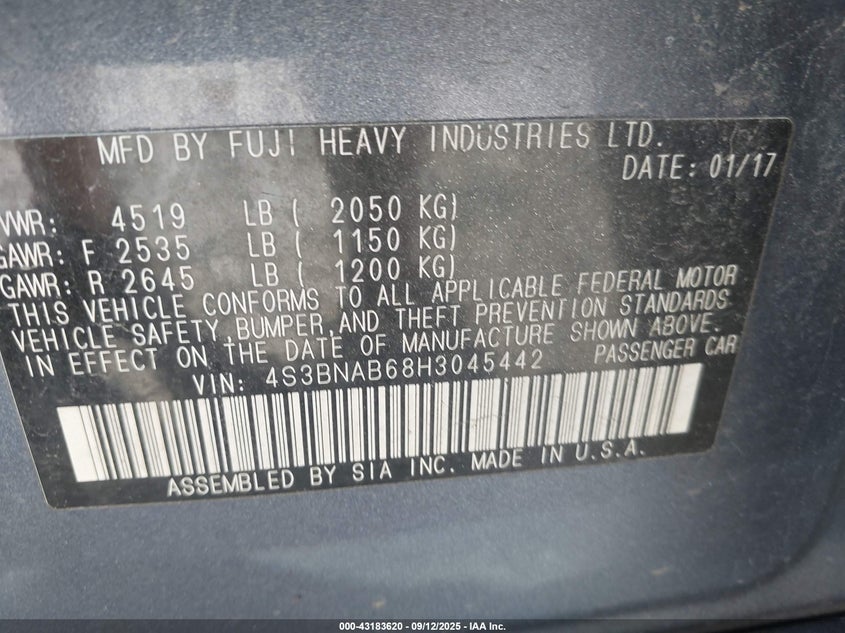 MFD BY FUJI HEAVY INDUSTRIES LTD.
DATE: 01/17
VWR: 4519 LB ( 2050 KG)
GAWR: F 2535 LB ( 1150 KG)
GAWR: R 2645 LB ( 1200 KG)
THIS VEHICLE CONFORMS TO ALL APPLICABLE FEDERAL MOTOR
VEHICLE SAFETY, BUMPER, AND THEFT PREVENTION STANDARDS
IN EFFECT ON THE DATE OF MANUFACTURE SHOWN ABOVE.
PASSENGER CAR
VIN: 4S3BNAB68H3045442
ASSEMBLED BY SIA INC. MADE IN U.S.A.
000-43183620 - 09/12/2025 - IAA Inc.